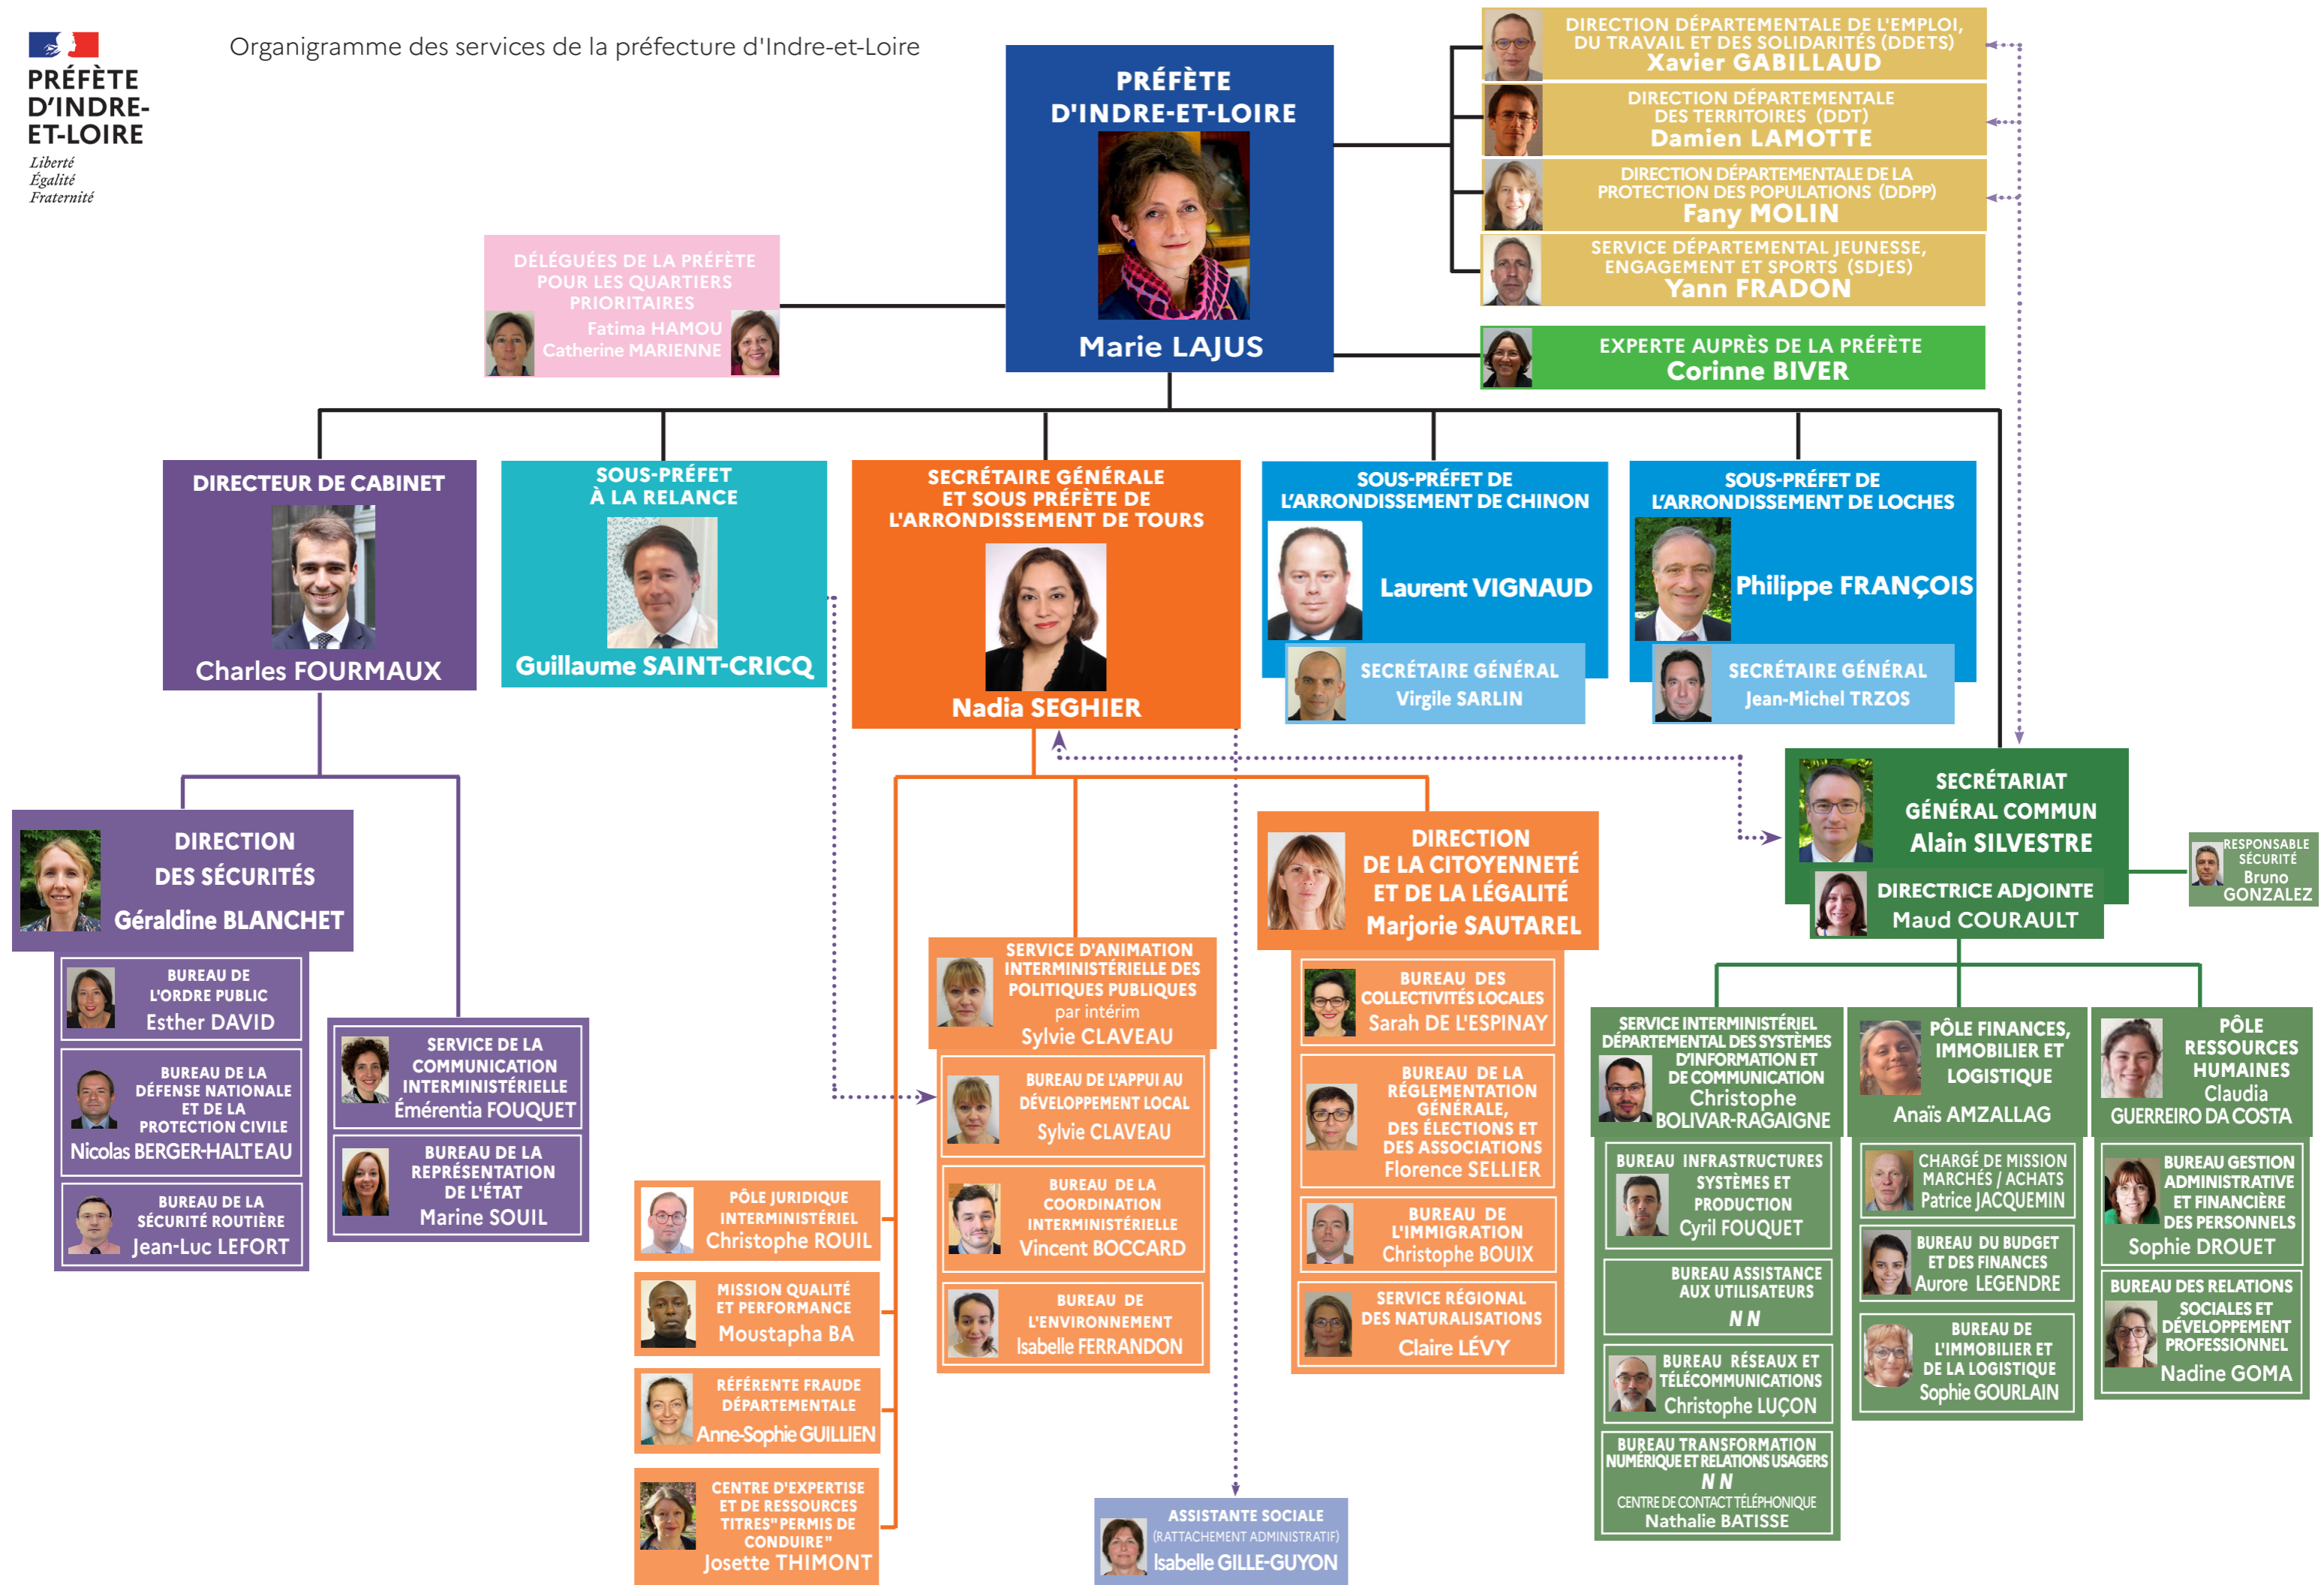 PRÉFÈTE
D'INDRE-
ET-LOIRE
Liberté
Égalité
Fraternité
Organigramme des services de la préfecture d'Indre-et-Loire
PRÉFÈTE
D'INDRE-ET-LOIRE
Marie LAJUS
DIRECTION DÉPARTEMENTALE DE L'EMPLOI,
DU TRAVAIL ET DES SOLIDARITÉS (DDETS)
Xavier GABILLAUD
DIRECTION DÉPARTEMENTALE
DES TERRITOIRES (DDT)
Damien LAMOTTE
DIRECTION DÉPARTEMENTALE DE LA
PROTECTION DES POPULATIONS (DDPP)
Fany MOLIN
SERVICE DÉPARTEMENTAL JEUNESSE,
ENGAGEMENT ET SPORTS (SDJES)
Yann FRADON
EXPERTE AUPRÈS DE LA PRÉFÈTE
Corinne BIVER
DÉLÉGUÉES DE LA PRÉFÈTE
POUR LES QUARTIERS
PRIORITAIRES
Fatima HAMOU
Catherine MARIENNE
DIRECTEUR DE CABINET
Charles FOURMAUX
SOUS-PRÉFET
À LA RELANCE
Guillaume SAINT-CRICQ
SECRÉTAIRE GÉNÉRALE
ET SOUS PRÉFÈTE DE
L'ARRONDISSEMENT DE TOURS
Nadia SEGHIER
SOUS-PRÉFET DE
L'ARRONDISSEMENT DE CHINON
Laurent VIGNAUD
SECRÉTAIRE GÉNÉRAL
Virgile SARLIN
SOUS-PRÉFET DE
L'ARRONDISSEMENT DE LOCHES
Philippe FRANÇOIS
SECRÉTAIRE GÉNÉRAL
Jean-Michel TRZOS
SECRÉTARIAT
GÉNÉRAL COMMUN
Alain SILVESTRE
DIRECTRICE ADJOINTE
Maud COURAULT
RESPONSABLE
SÉCURITÉ
Bruno
GONZALEZ
DIRECTION
DES SÉCURITÉS
Géraldine BLANCHET
BUREAU DE
L'ORDRE PUBLIC
Esther DAVID
BUREAU DE LA
DÉFENSE NATIONALE
ET DE LA
PROTECTION CIVILE
Nicolas BERGER-HALTEAU
BUREAU DE LA
SÉCURITÉ ROUTIÈRE
Jean-Luc LEFORT
SERVICE DE LA
COMMUNICATION
INTERMINISTÉRIELLE
Émérentia FOUQUET
BUREAU DE LA
REPRÉSENTATION
DE L'ÉTAT
Marine SOUIL
PÔLE JURIDIQUE
INTERMINISTÉRIEL
Christophe ROUIL
MISSION QUALITÉ
ET PERFORMANCE
Moustapha BA
RÉFÉRENTE FRAUDE
DÉPARTEMENTALE
Anne-Sophie GUILLIEN
CENTRE D'EXPERTISE
ET DE RESSOURCES
TITRES"PERMIS DE
CONDUIRE"
Josette THIMONT
SERVICE D'ANIMATION
INTERMINISTÉRIELLE DES
POLITIQUES PUBLIQUES
par intérim
Sylvie CLAVEAU
BUREAU DE L'APPUI AU
DÉVELOPPEMENT LOCAL
Sylvie CLAVEAU
BUREAU DE LA
COORDINATION
INTERMINISTÉRIELLE
Vincent BOCCARD
BUREAU DE
L'ENVIRONNEMENT
Isabelle FERRANDON
DIRECTION
DE LA CITOYENNETÉ
ET DE LA LÉGALITÉ
Marjorie SAUTAREL
BUREAU DES
COLLECTIVITÉS LOCALES
Sarah DE L'ESPINAY
BUREAU DE LA
RÉGLEMENTATION
GÉNÉRALE,
DES ÉLECTIONS ET
DES ASSOCIATIONS
Florence SELLIER
BUREAU DE
L'IMMIGRATION
Christophe BOUIX
SERVICE RÉGIONAL
DES NATURALISATIONS
Claire LÉVY
ASSISTANTE SOCIALE
(RATTACHEMENT ADMINISTRATIF)
Isabelle GILLE-GUYON
SERVICE INTERMINISTÉRIEL
DÉPARTEMENTAL DES SYSTÈMES
D'INFORMATION ET
DE COMMUNICATION
Christophe
BOLIVAR-RAGAIGNE
BUREAU INFRASTRUCTURES
SYSTÈMES ET
PRODUCTION
Cyril FOUQUET
BUREAU ASSISTANCE
AUX UTILISATEURS
N N
BUREAU RÉSEAUX ET
TÉLÉCOMMUNICATIONS
Christophe LUÇON
BUREAU TRANSFORMATION
NUMÉRIQUE ET RELATIONS USAGERS
N N
CENTRE DE CONTACT TÉLÉPHONIQUE
Nathalie BATISSE
PÔLE FINANCES,
IMMOBILIER ET
LOGISTIQUE
Anaïs AMZALLAG
CHARGÉ DE MISSION
MARCHÉS / ACHATS
Patrice JACQUEMIN
BUREAU DU BUDGET
ET DES FINANCES
Aurore LEGENDRE
BUREAU DE
L'IMMOBILIER ET
DE LA LOGISTIQUE
Sophie GOURLAIN
PÔLE
RESSOURCES
HUMAINES
Claudia
GUERREIRO DA COSTA
BUREAU GESTION
ADMINISTRATIVE
ET FINANCIÈRE
DES PERSONNELS
Sophie DROUET
BUREAU DES RELATIONS
SOCIALES ET
DÉVELOPPEMENT
PROFESSIONNEL
Nadine GOMA